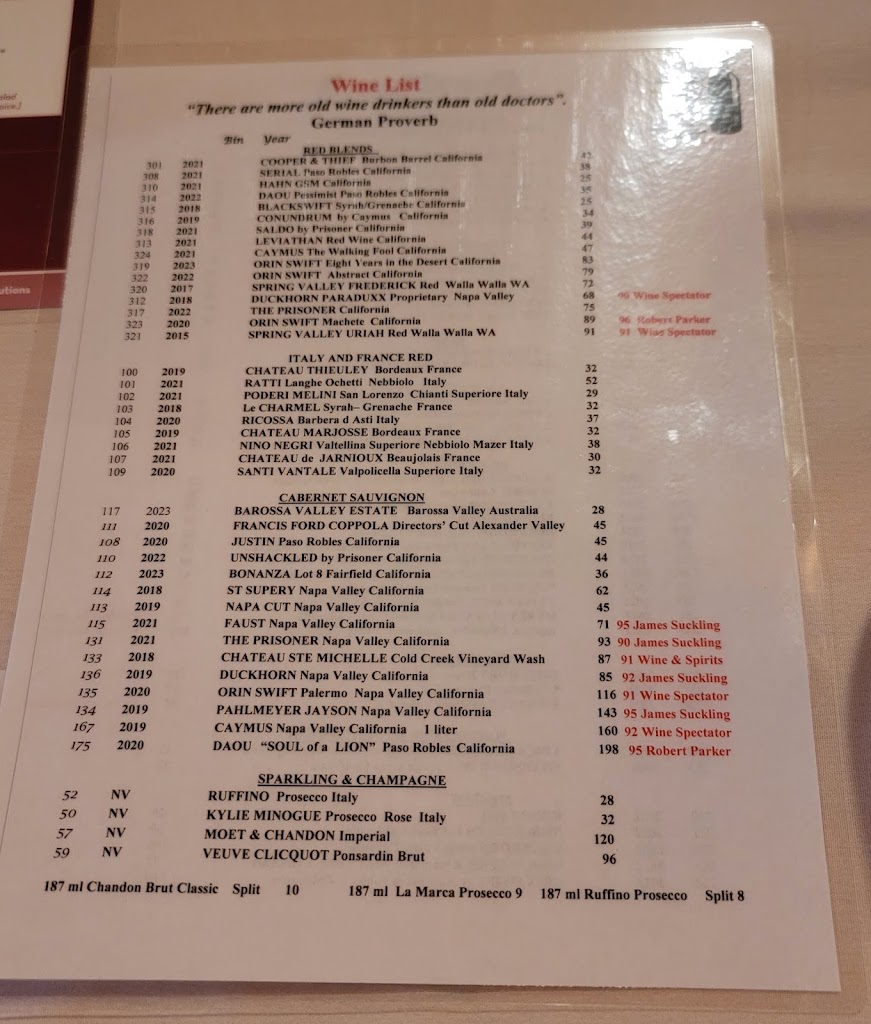 Wine List
"There are more old wine drinkers than old doctors".
German Proverb
Bin Year
RED BLENDS
301 2021 COOPER & THIEF Burbon Barrel California 42
308 2021 SERIAL Paso Robles California 38
310 2021 HAHN GSM California 25
314 2022 DAOU Pessimist Paso Robles California 35
315 2018 BLACKSWIFT Syrah/Grenache California 25
316 2019 CONUNDRUM by Caymus California 34
318 2021 SALDO by Prisoner California 39
313 2021 LEVIATHAN Red Wine California 44
324 2021 CAYMUS The Walking Fool California 47
319 2023 ORIN SWIFT Eight Years in the Desert California 83
322 2022 ORIN SWIFT Abstract California 79
320 2017 SPRING VALLEY FREDERICK Red Walla Walla WA 72
312 2018 DUCKHORN PARADUXX Proprietary Napa Valley 68 90 Wine Spectator
317 2022 THE PRISONER California 75
323 2020 ORIN SWIFT Machete California 89 96 Robert Parker
321 2015 SPRING VALLEY URIAH Red Walla Walla WA 91 91 Wine Spectator
ITALY AND FRANCE RED
100 2019 CHATEAU THIEULEY Bordeaux France 32
101 2021 RATTI Langhe Ochetti Nebbiolo Italy 52
102 2021 PODERI MELINI San Lorenzo Chianti Superiore Italy 29
103 2018 Le CHARMEL Syrah– Grenache France 32
104 2020 RICOSSA Barbera d Asti Italy 37
105 2019 CHATEAU MARJOSSE Bordeaux France 32
106 2021 NINO NEGRI Valtellina Superiore Nebbiolo Mazer Italy 38
107 2021 CHATEAU de JARNIOUX Beaujolais France 30
109 2020 SANTI VANTALE Valpolicella Superiore Italy 32
CABERNET SAUVIGNON
117 2023 BAROSSA VALLEY ESTATE Barossa Valley Australia 28
111 2020 FRANCIS FORD COPPOLA Directors' Cut Alexander Valley 45
108 2020 JUSTIN Paso Robles California 45
110 2022 UNSHACKLED by Prisoner California 44
112 2023 BONANZA Lot 8 Fairfield California 36
114 2018 ST SUPERY Napa Valley California 62
113 2019 NAPA CUT Napa Valley California 45
115 2021 FAUST Napa Valley California 71 95 James Suckling
131 2021 THE PRISONER Napa Valley California 93 90 James Suckling
133 2018 CHATEAU STE MICHELLE Cold Creek Vineyard Wash 87 91 Wine & Spirits
136 2019 DUCKHORN Napa Valley California 85 92 James Suckling
135 2020 ORIN SWIFT Palermo Napa Valley California 116 91 Wine Spectator
134 2019 PAHLMEYER JAYSON Napa Valley California 143 95 James Suckling
167 2019 CAYMUS Napa Valley California 1 liter 160 92 Wine Spectator
175 2020 DAOU "SOUL of a LION" Paso Robles California 198 95 Robert Parker
SPARKLING & CHAMPAGNE
52 NV RUFFINO Prosecco Italy 28
50 NV KYLIE MINOGUE Prosecco Rose Italy 32
57 NV MOET & CHANDON Imperial 120
59 NV VEUVE CLICQUOT Ponsardin Brut 96
187 ml Chandon Brut Classic Split 10 187 ml La Marca Prosecco 9 187 ml Ruffino Prosecco Split 8